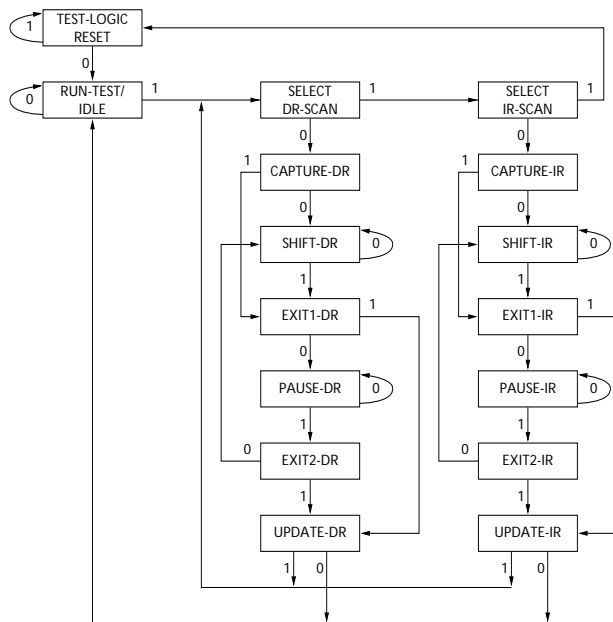 TEST-LOGIC
RESET
1
0
RUN-TEST/
IDLE
0
1
SELECT
DR-SCAN
1
SELECT
IR-SCAN
1
0
0
1
CAPTURE-DR
1
CAPTURE-IR
0
0
SHIFT-DR
0
SHIFT-IR
0
1
1
EXIT1-DR
1
EXIT1-IR
1
0
0
PAUSE-DR
0
PAUSE-IR
0
1
1
0
EXIT2-DR
0
EXIT2-IR
1
1
UPDATE-DR
UPDATE-IR
1
0
1
0